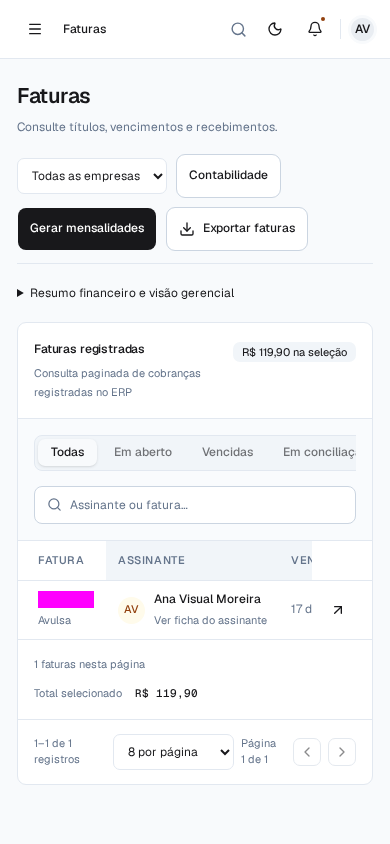 Faturas
AV
Faturas
Consulte títulos, vencimentos e recebimentos.
Todas as empresas
Contabilidade
Gerar mensalidades
Exportar faturas
Resumo financeiro e visão gerencial
Faturas registradas
R$ 119,90 na seleção
Consulta paginada de cobranças
registradas no ERP
Todas
Em aberto
Vencidas
Em conciliaç
Assinante ou fatura...
FATURA
ASSINANTE
VEN
AV
Ana Visual Moreira
17 d
Avulsa
Ver ficha do assinante
1 faturas nesta página
Total selecionado
R$ 119,90
1–1 de 1
registros
8 por página
Página
1 de 1